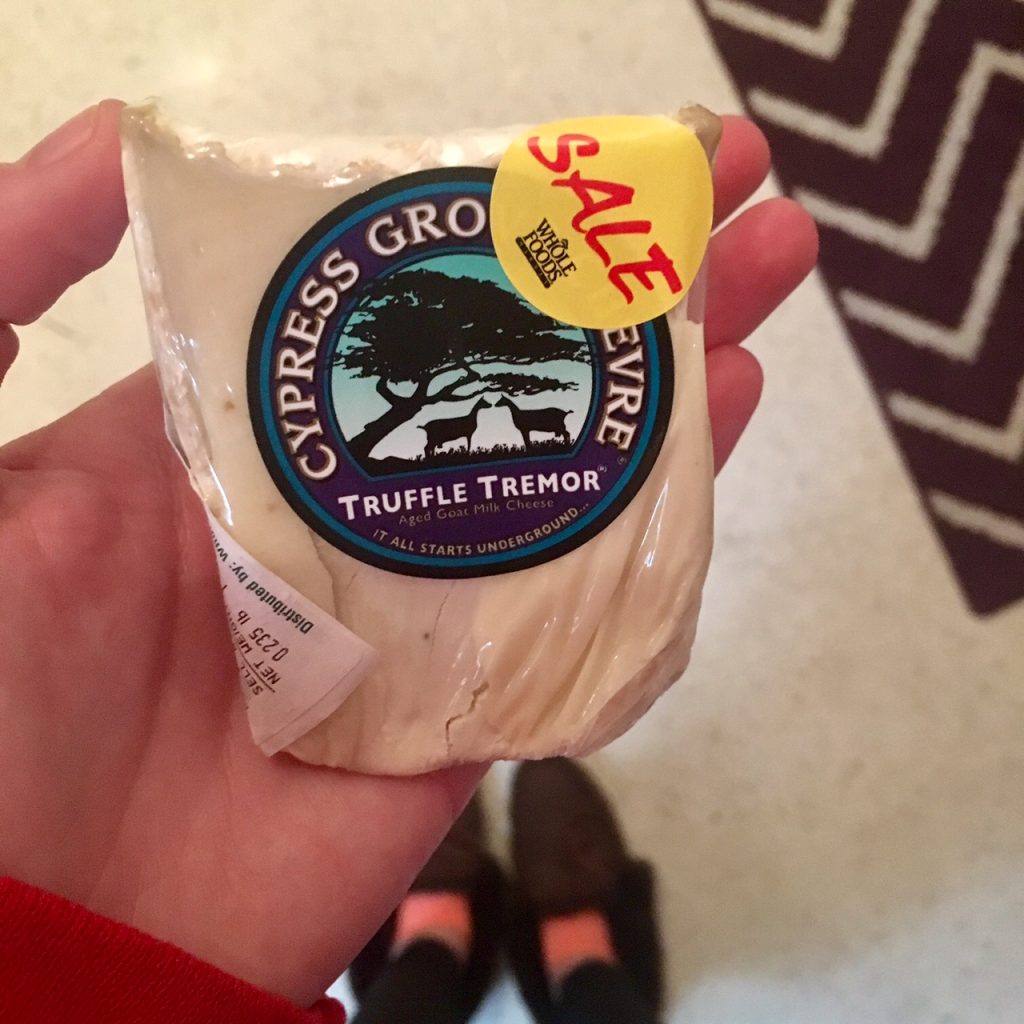 CYPRESS GRO EVRE
SALE
WHOLE
FOODS
TRUFFLE TREMOR®
Aged Goat Milk Cheese
IT ALL STARTS UNDERGROUND...
Distributed by:
NET
0.235 lb